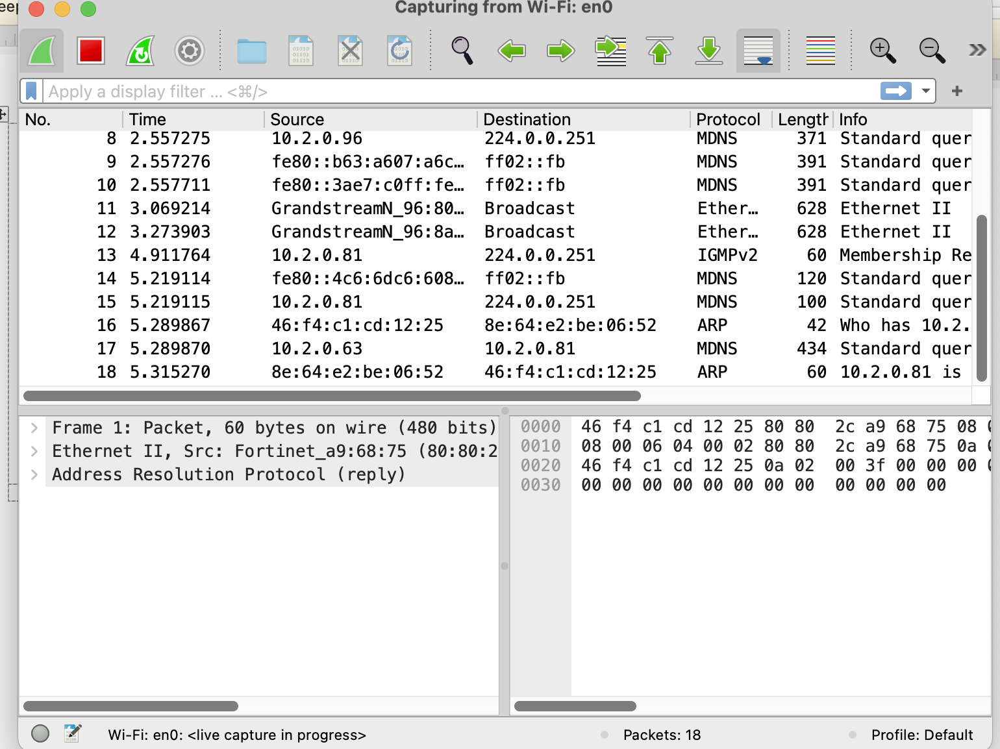 Capturing from Wi-Fi: en0
Apply a display filter ... <⌘/>
No. Time Source Destination Protocol Length Info
8 2.557275 10.2.0.96 224.0.0.251 MDNS 371 Standard quer
9 2.557276 fe80::b63:a607:a6c… ff02::fb MDNS 391 Standard quer
10 2.557711 fe80::3ae7:c0ff:fe… ff02::fb MDNS 391 Standard quer
11 3.069214 GrandstreamN_96:80… Broadcast Ether… 628 Ethernet II
12 3.273903 GrandstreamN_96:8a… Broadcast Ether… 628 Ethernet II
13 4.911764 10.2.0.81 224.0.0.251 IGMPv2 60 Membership Re
14 5.219114 fe80::4c6:6dc6:608… ff02::fb MDNS 120 Standard quer
15 5.219115 10.2.0.81 224.0.0.251 MDNS 100 Standard quer
16 5.289867 46:f4:c1:cd:12:25 8e:64:e2:be:06:52 ARP 42 Who has 10.2.
17 5.289870 10.2.0.63 10.2.0.81 MDNS 434 Standard quer
18 5.315270 8e:64:e2:be:06:52 46:f4:c1:cd:12:25 ARP 60 10.2.0.81 is
Frame 1: Packet, 60 bytes on wire (480 bits)
Ethernet II, Src: Fortinet_a9:68:75 (80:80:2
Address Resolution Protocol (reply)
0000 46 f4 c1 cd 12 25 80 80 2c a9 68 75 08
0010 08 00 06 04 00 02 80 80 2c a9 68 75 0a
0020 46 f4 c1 cd 12 25 0a 02 00 3f 00 00 00
0030 00 00 00 00 00 00 00 00 00 00 00 00
Wi-Fi: en0: <live capture in progress>
Packets: 18
Profile: Default